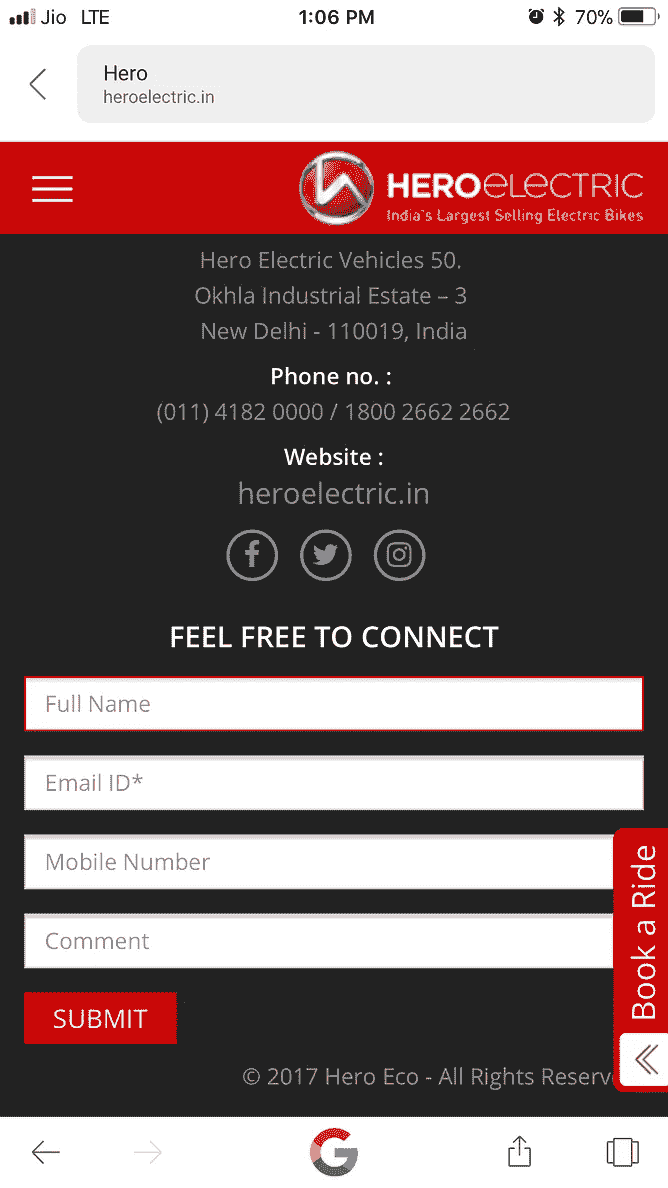 Jio LTE 1:06 PM 70%
Hero
heroelectric.in
HEROELECTRIC
India's Largest Selling Electric Bikes
Hero Electric Vehicles 50.
Okhla Industrial Estate – 3
New Delhi - 110019, India
Phone no. :
(011) 4182 0000 / 1800 2662 2662
Website :
heroelectric.in
FEEL FREE TO CONNECT
Full Name
Email ID*
Mobile Number
Comment
Book a Ride
SUBMIT
© 2017 Hero Eco - All Rights Reserv